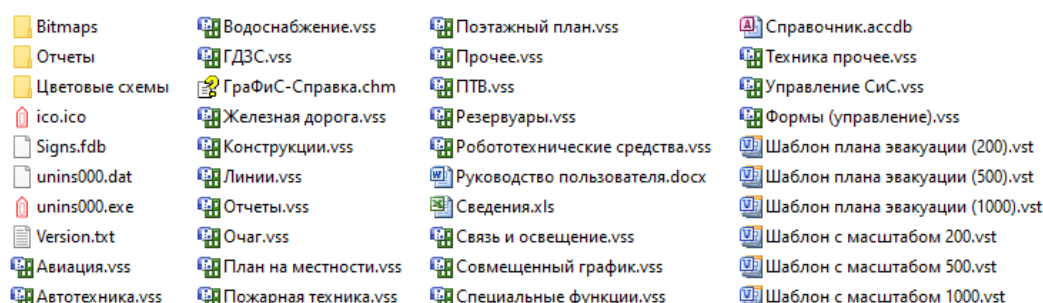 Bitmaps
Отчеты
Цветовые схемы
ico.ico
Signs.fdb
unins000.dat
unins000.exe
Version.txt
Авиация.vss
Автотехника.vss
Водоснабжение.vss
ГДЗС.vss
ГраФиС-Справка.chm
Железная дорога.vss
Конструкции.vss
Линии.vss
Отчеты.vss
Очаг.vss
План на местности.vss
Пожарная техника.vss
Поэтажный план.vss
Прочее.vss
ПТВ.vss
Резервуары.vss
Робототехнические средства.vss
Руководство пользователя.docx
Сведения.xls
Связь и освещение.vss
Совмещенный график.vss
Специальные функции.vss
Справочник.accdb
Техника прочее.vss
Управление СиС.vss
Формы (управление).vss
Шаблон плана эвакуации (200).vst
Шаблон плана эвакуации (500).vst
Шаблон плана эвакуации (1000).vst
Шаблон с масштабом 200.vst
Шаблон с масштабом 500.vst
Шаблон с масштабом 1000.vst